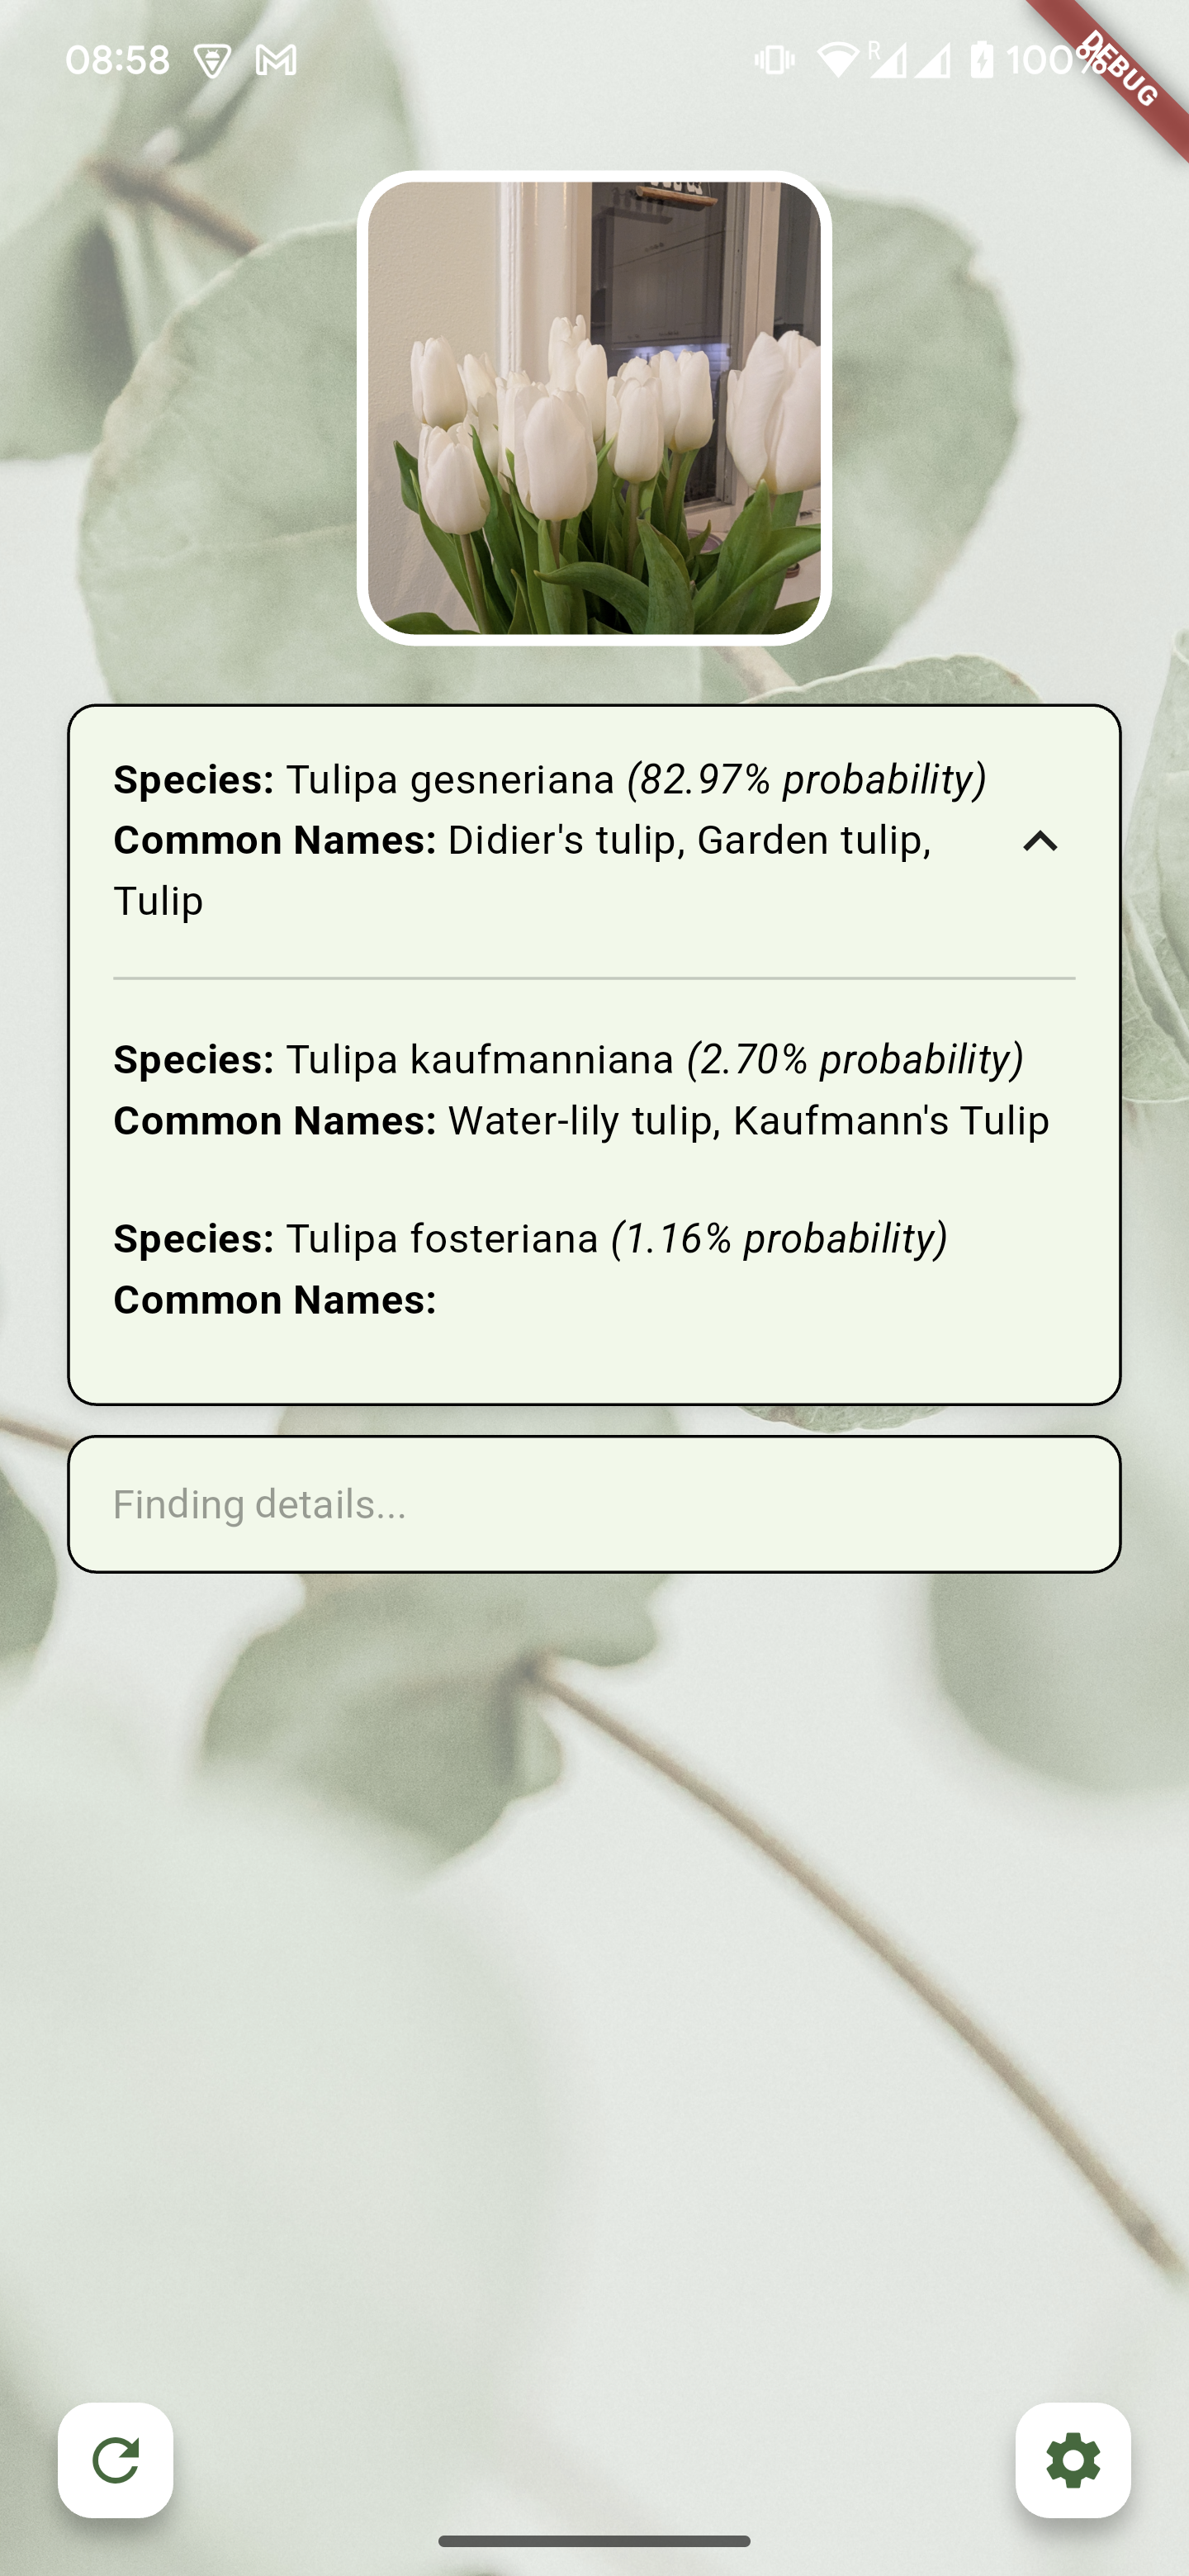 08:58
R
100%
DEBUG
Species: Tulipa gesneriana (82.97% probability)
Common Names: Didier's tulip, Garden tulip,
Tulip
Species: Tulipa kaufmanniana (2.70% probability)
Common Names: Water-lily tulip, Kaufmann's Tulip
Species: Tulipa fosteriana (1.16% probability)
Common Names:
Finding details...